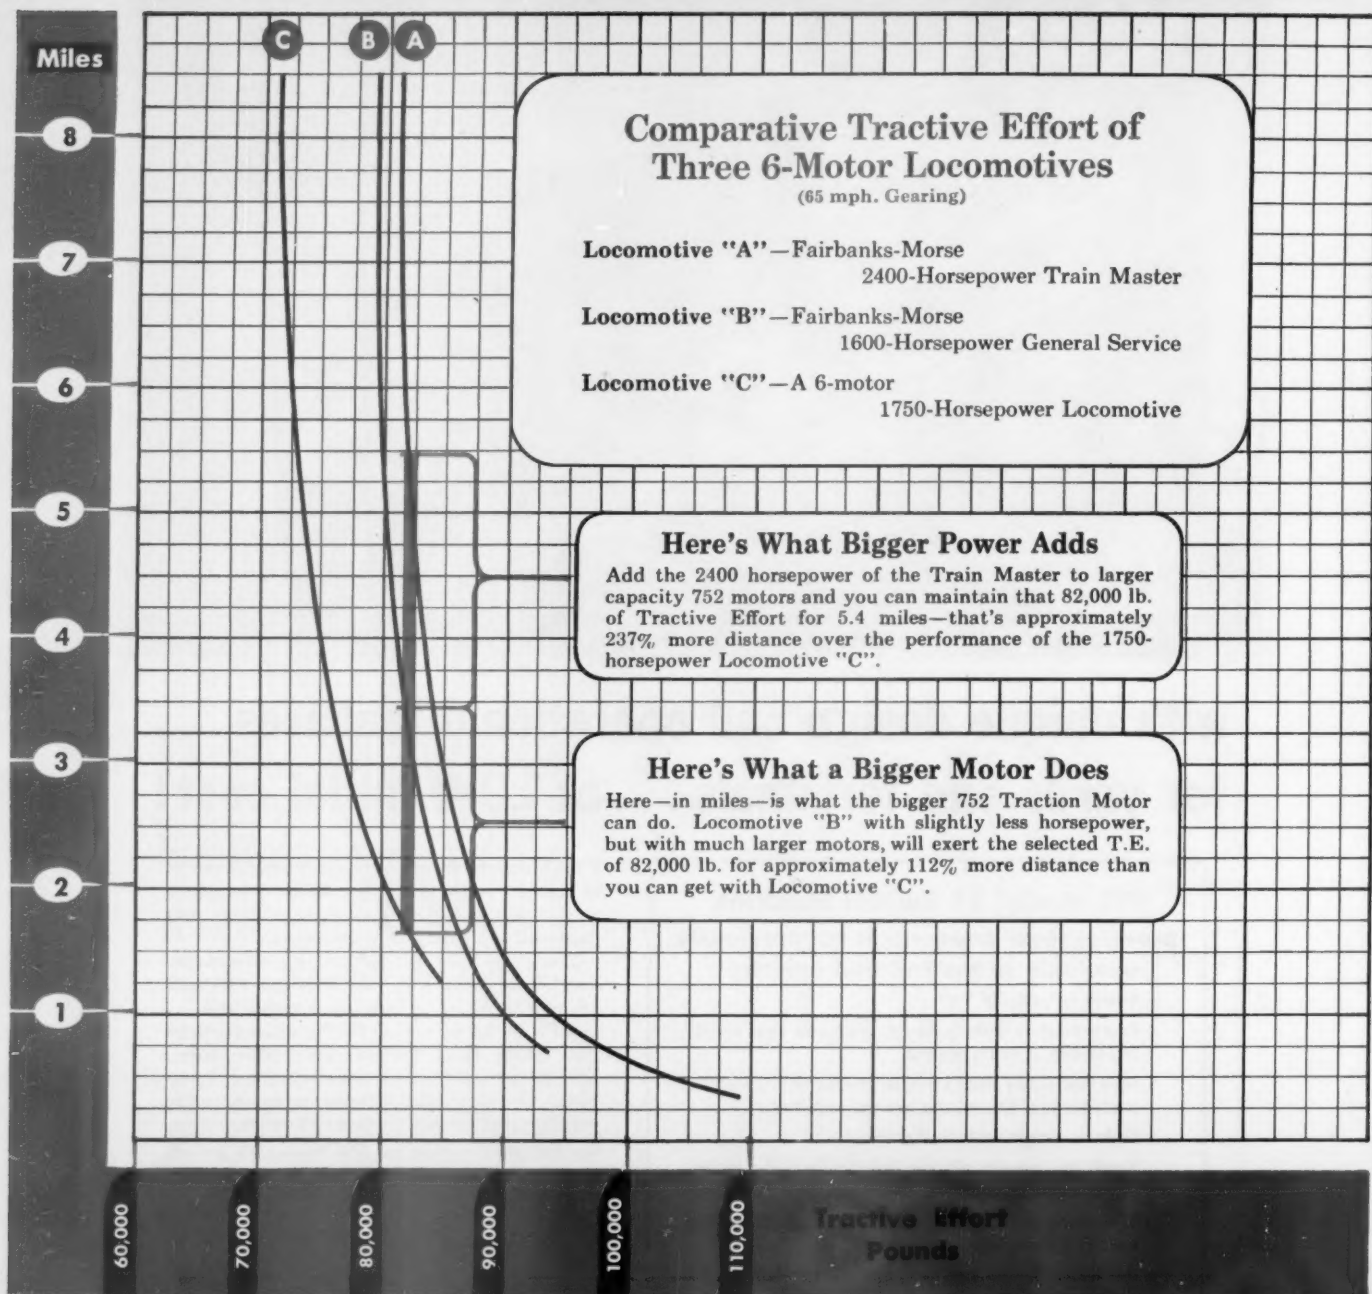 C B A
Miles
8
7
6
5
4
3
2
1
Comparative Tractive Effort of
Three 6-Motor Locomotives
(65 mph. Gearing)
Locomotive "A"—Fairbanks-Morse
2400-Horsepower Train Master
Locomotive "B"—Fairbanks-Morse
1600-Horsepower General Service
Locomotive "C"—A 6-motor
1750-Horsepower Locomotive
Here's What Bigger Power Adds
Add the 2400 horsepower of the Train Master to larger
capacity 752 motors and you can maintain that 82,000 lb.
of Tractive Effort for 5.4 miles—that's approximately
237% more distance over the performance of the 1750-
horsepower Locomotive "C".
Here's What a Bigger Motor Does
Here—in miles—is what the bigger 752 Traction Motor
can do. Locomotive "B" with slightly less horsepower,
but with much larger motors, will exert the selected T.E.
of 82,000 lb. for approximately 112% more distance than
you can get with Locomotive "C".
60,000
70,000
80,000
90,000
100,000
110,000
Tractive Effort
Pounds